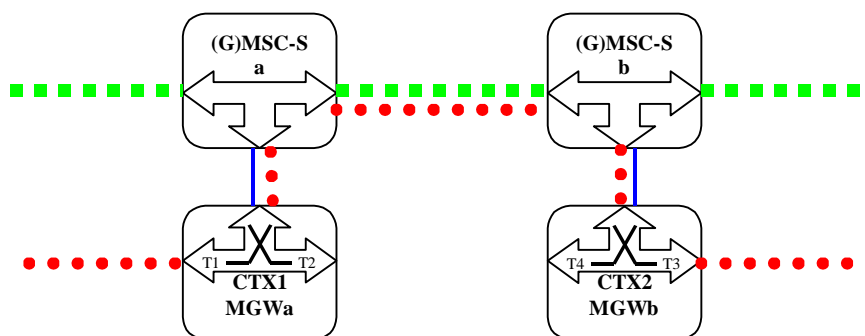 (G)MSC-S
a
(G)MSC-S
b
T1
T2
CTX1
MGWa
T4
T3
CTX2
MGWb